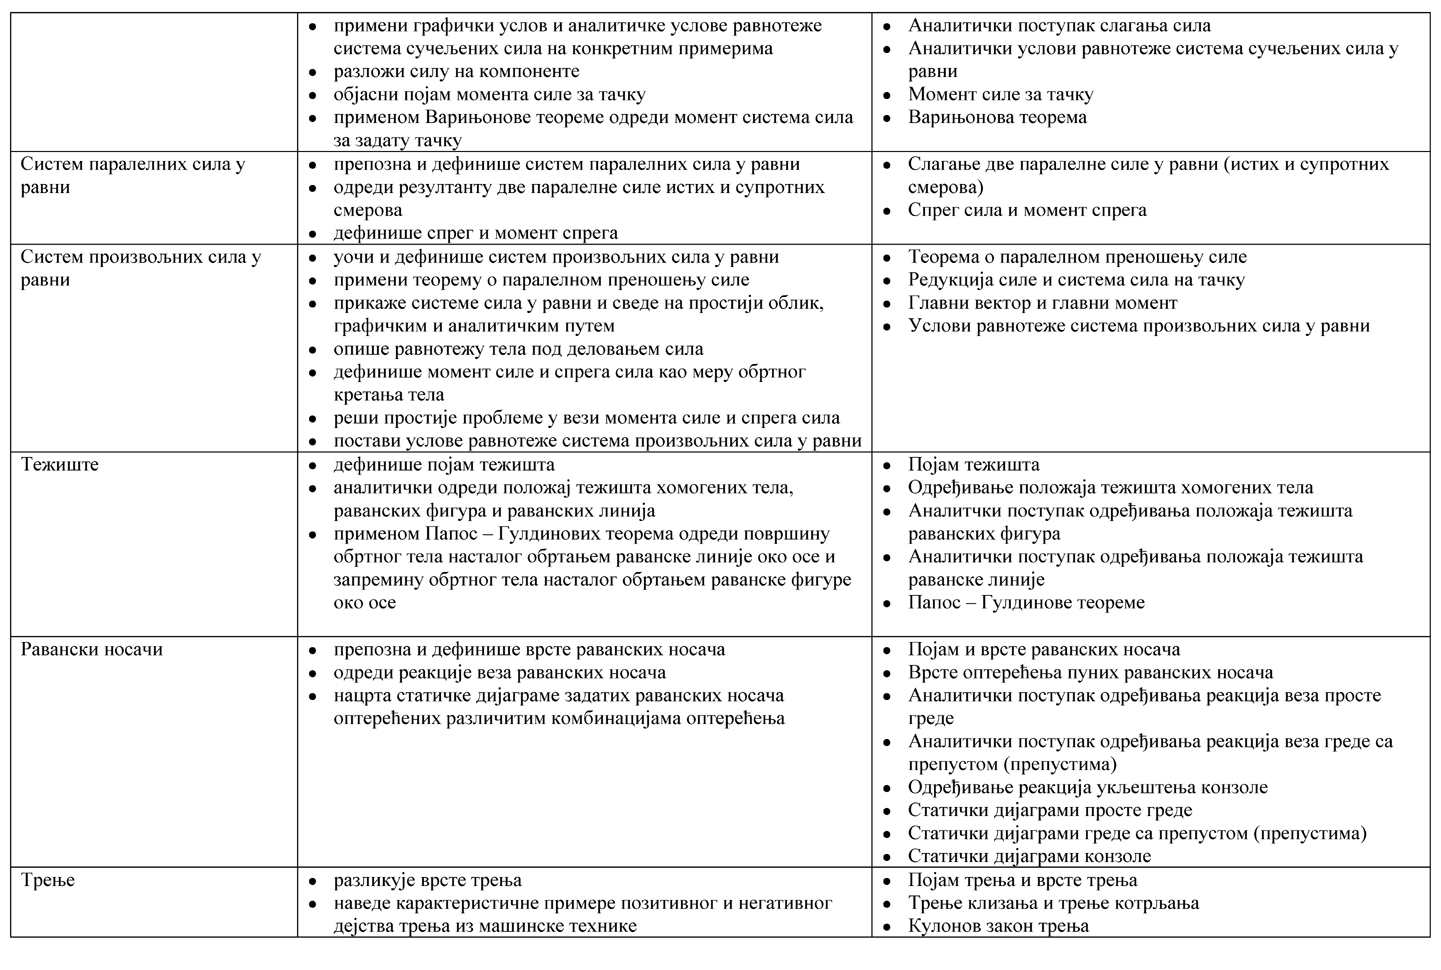 • примени графички услов и аналитичке услове равнотеже
система сучељених сила на конкретним примерима
• разложи силу на компоненте
• објасни појам момента силе за тачку
• применом Варињонове теореме одреди момент система сила
за задату тачку
• Аналитички поступак слагања сила
• Аналитички услови равнотеже система сучељених сила у
равни
• Момент силе за тачку
• Варињонова теорема
Систем паралелних сила у
равни
• препозна и дефинише систем паралелних сила у равни
• одреди резултанту две паралелне силе истих и супротних
смерова
• дефинише спрег и момент спрега
• Слагање две паралелне силе у равни (истих и супротних
смерова)
• Спрег сила и момент спрега
Систем произвољних сила у
равни
• уочи и дефинише систем произвољних сила у равни
• примени теорему о паралелном преношењу силе
• прикаже системе сила у равни и сведе на простији облик,
графичким и аналитичким путем
• опише равнотежу тела под деловањем сила
• дефинише момент силе и спрега сила као меру обртног
кретања тела
• реши простије проблеме у вези момента силе и спрега сила
• постави услове равнотеже система произвољних сила у равни
• Теорема о паралелном преношењу силе
• Редукција силе и система сила на тачку
• Главни вектор и главни момент
• Услови равнотеже система произвољних сила у равни
Тежиште
• дефинише појам тежишта
• аналитички одреди положај тежишта хомогених тела,
раванских фигура и раванских линија
• применом Папос – Гулдинових теорема одреди површину
обртног тела насталог обртањем раванске линије око осе и
запремину обртног тела насталог обртањем раванске фигуре
око осе
• Појам тежишта
• Одређивање положаја тежишта хомогених тела
• Аналитчки поступак одређивања положаја тежишта
раванских фигура
• Аналитички поступак одређивања положаја тежишта
раванске линије
• Папос – Гулдинове теореме
Равански носачи
• препозна и дефинише врсте раванских носача
• одреди реакције веза раванских носача
• нацрта статичке дијаграме задатих раванских носача
оптерећених различитим комбинацијама оптерећења
• Појам и врсте раванских носача
• Врсте оптерећења пуних раванских носача
• Аналитички поступак одређивања реакција веза просте
греде
• Аналитички поступак одређивања реакција веза греде са
препустом (препустима)
• Одређивање реакција укљештења конзоле
• Статички дијаграми просте греде
• Статички дијаграми греде са препустом (препустима)
• Статички дијаграми конзоле
Трење
• разликује врсте трења
• наведе карактеристичне примере позитивног и негативног
дејства трења из машинске технике
• Појам трења и врсте трења
• Трење клизања и трење котрљања
• Кулонов закон трења